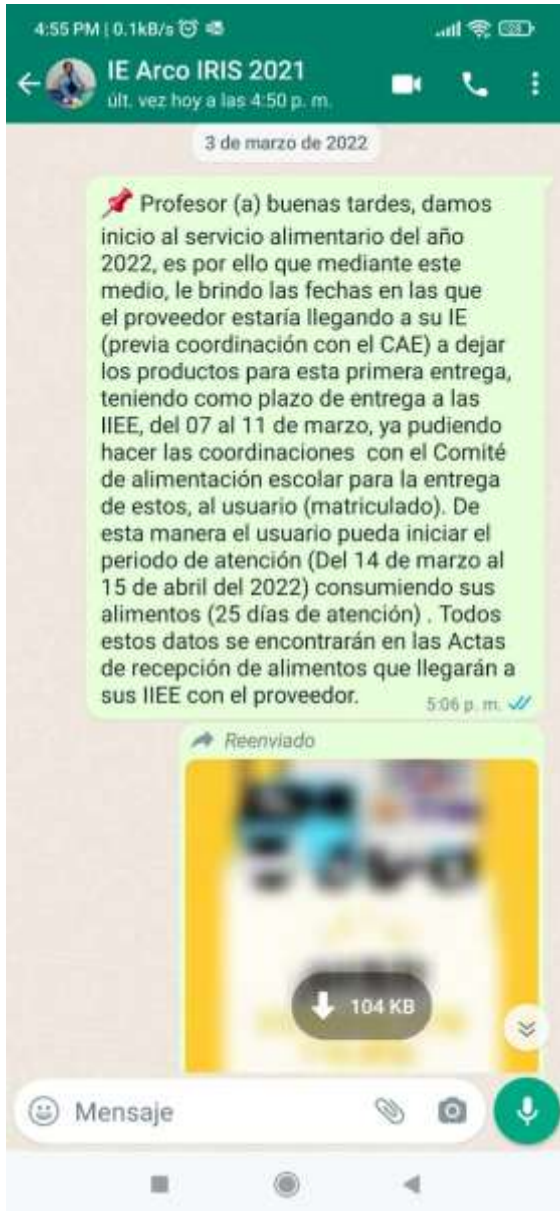 4:55 PM | 0.1kB/s
IE Arco IRIS 2021
últ. vez hoy a las 4:50 p. m.
3 de marzo de 2022
Profesor (a) buenas tardes, damos
inicio al servicio alimentario del año
2022, es por ello que mediante este
medio, le brindo las fechas en las que
el proveedor estaría llegando a su IE
(previa coordinación con el CAE) a dejar
los productos para esta primera entrega,
teniendo como plazo de entrega a las
IIEE, del 07 al 11 de marzo, ya pudiendo
hacer las coordinaciones con el Comité
de alimentación escolar para la entrega
de estos, al usuario (matriculado). De
esta manera el usuario pueda iniciar el
periodo de atención (Del 14 de marzo al
15 de abril del 2022) consumiendo sus
alimentos (25 días de atención) . Todos
estos datos se encontrarán en las Actas
de recepción de alimentos que llegarán a
sus IIEE con el proveedor.
5:06 p. m.
Reenviado
104 KB
Mensaje